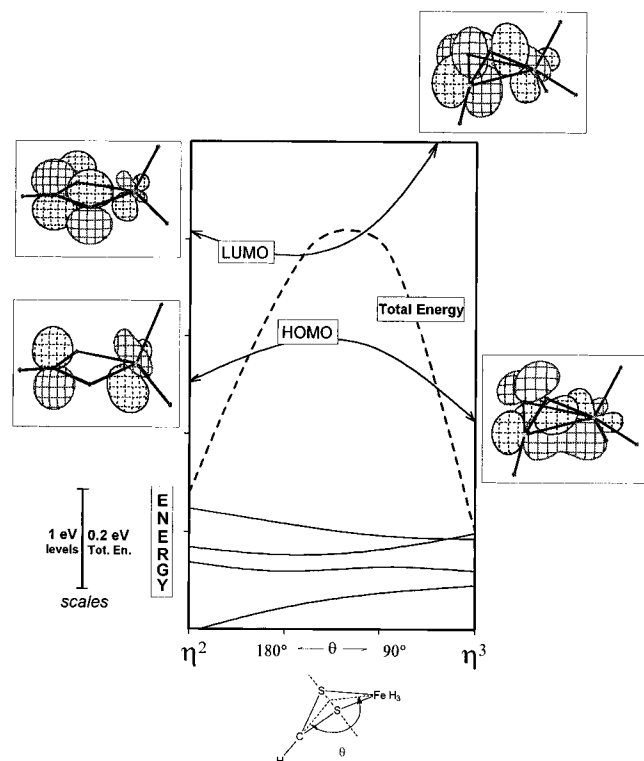 LUMO
Total Energy
HOMO
1 eV
levels
0.2 eV
Tot. En.
scales
ENERGY
η²
180°
← θ →
90°
η³
S
Fe H₃
S
C
H
θ